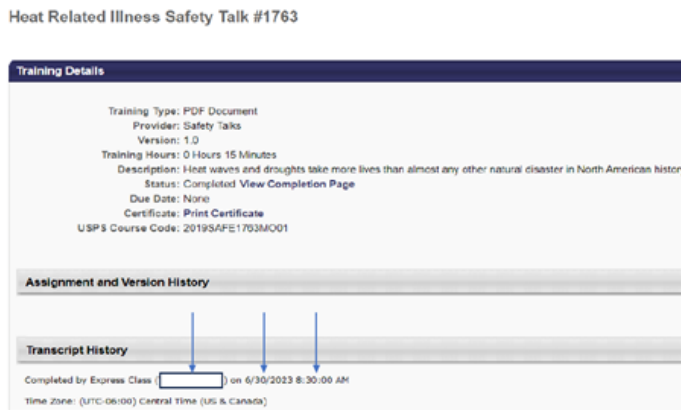 Heat Related Illness Safety Talk #1763
Training Details
Training Type: PDF Document
Provider: Safety Talks
Version: 1.0
Training Hours: 0 Hours 15 Minutes
Description: Heat waves and droughts take more lives than almost any other natural disaster in North American histor
Status: Completed View Completion Page
Due Date: None
Certificate: Print Certificate
USPS Course Code: 2019SAFE1763MO01
Assignment and Version History
Transcript History
Completed by Express Class ( ) on 6/30/2023 8:30:00 AM
Time Zone: (UTC-06:00) Central Time (US & Canada)